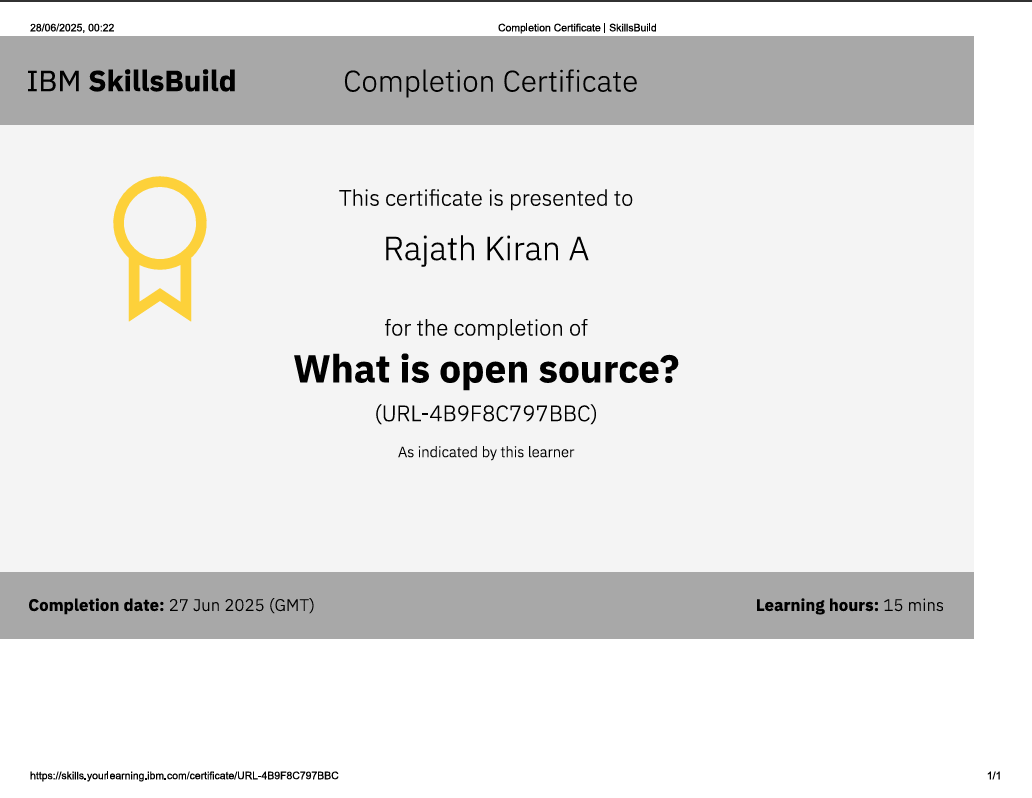 28/06/2025, 00:22 Completion Certificate | SkillsBuild
IBM SkillsBuild Completion Certificate
This certificate is presented to
Rajath Kiran A
for the completion of
What is open source?
(URL-4B9F8C797BBC)
As indicated by this learner
Completion date: 27 Jun 2025 (GMT) Learning hours: 15 mins
https://skills.yourlearning.ibm.com/certificate/URL-4B9F8C797BBC 1/1